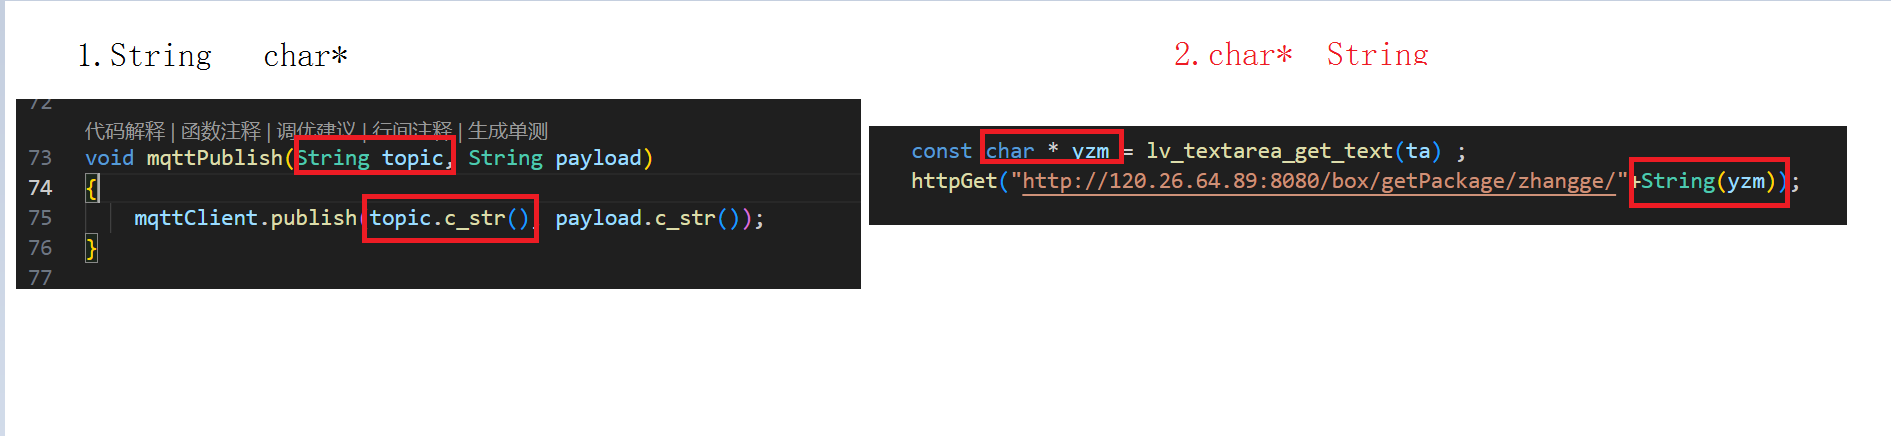 1.String char*
2.char* String
72
代码解释 | 函数注释 | 调优建议 | 行间注释 | 生成单测
73 void mqttPublish(String topic, String payload)
74 {
75 mqttClient.publish(topic.c_str(), payload.c_str());
76 }
77
const char * yzm = lv_textarea_get_text(ta) ;
httpGet("http://120.26.64.89:8080/box/getPackage/zhangge/"+String(yzm));